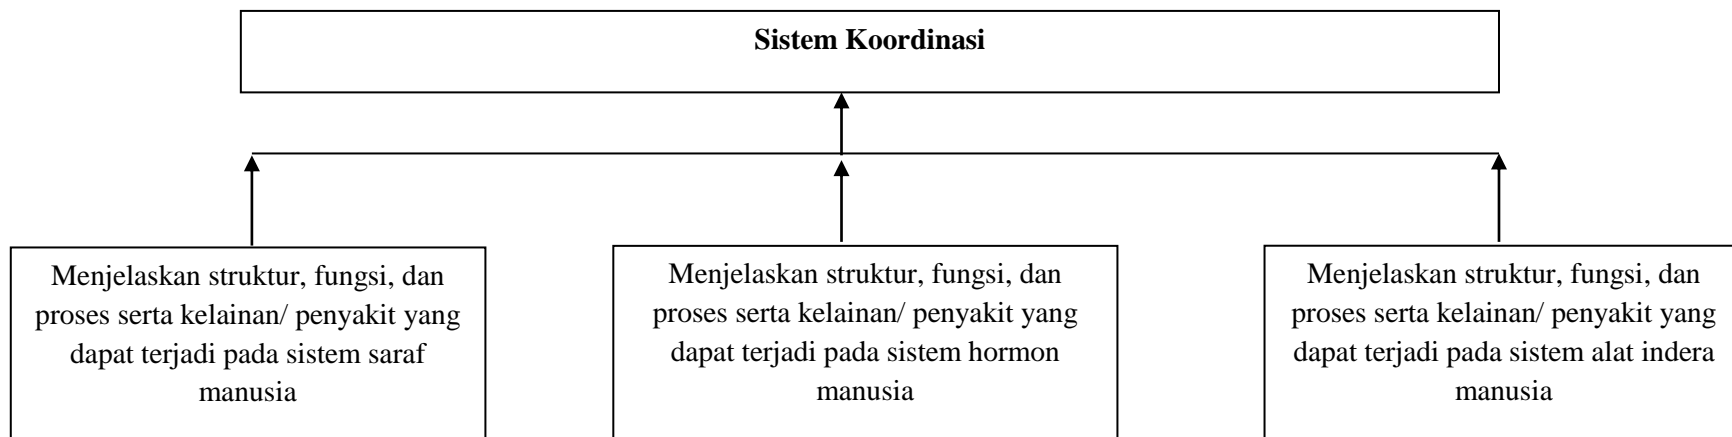 Sistem Koordinasi
Menjelaskan struktur, fungsi, dan
proses serta kelainan/ penyakit yang
dapat terjadi pada sistem saraf
manusia
Menjelaskan struktur, fungsi, dan
proses serta kelainan/ penyakit yang
dapat terjadi pada sistem hormon
manusia
Menjelaskan struktur, fungsi, dan
proses serta kelainan/ penyakit yang
dapat terjadi pada sistem alat indera
manusia